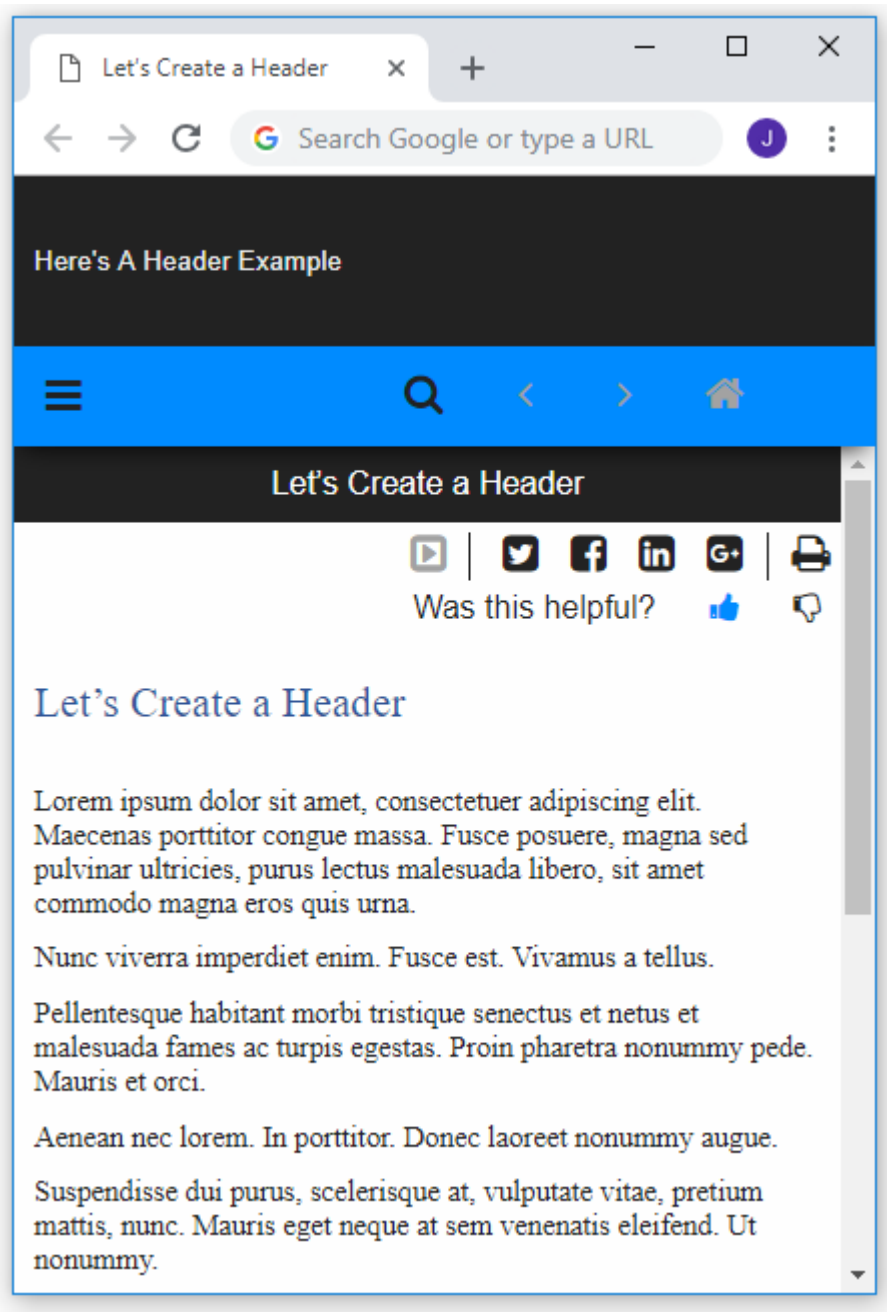 Let's Create a Header
Search Google or type a URL
J
Here's A Header Example
Let's Create a Header
Was this helpful?
Let’s Create a Header
Lorem ipsum dolor sit amet, consectetuer adipiscing elit.
Maecenas porttitor congue massa. Fusce posuere, magna sed
pulvinar ultricies, purus lectus malesuada libero, sit amet
commodo magna eros quis urna.
Nunc viverra imperdiet enim. Fusce est. Vivamus a tellus.
Pellentesque habitant morbi tristique senectus et netus et
malesuada fames ac turpis egestas. Proin pharetra nonummy pede.
Mauris et orci.
Aenean nec lorem. In porttitor. Donec laoreet nonummy augue.
Suspendisse dui purus, scelerisque at, vulputate vitae, pretium
mattis, nunc. Mauris eget neque at sem venenatis eleifend. Ut
nonummy.